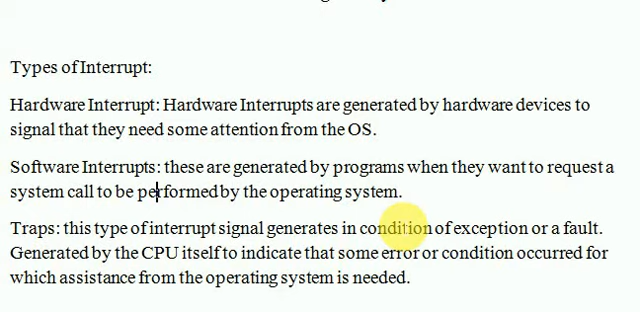 Types of Interrupt:
Hardware Interrupt: Hardware Interrupts are generated by hardware devices to
signal that they need some attention from the OS.
Software Interrupts: these are generated by programs when they want to request a
system call to be performed by the operating system.
Traps: this type of interrupt signal generates in condition of exception or a fault.
Generated by the CPU itself to indicate that some error or condition occurred for
which assistance from the operating system is needed.